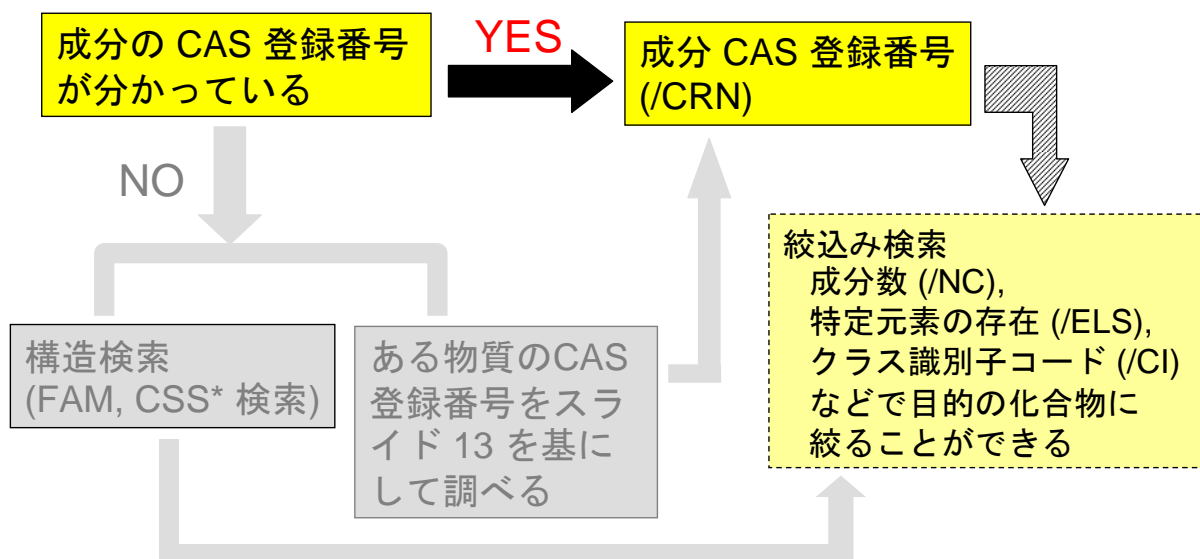 成分の CAS 登録番号
が分かっている
YES
成分 CAS 登録番号
(/CRN)
NO
絞込み検索
成分数 (/NC),
特定元素の存在 (/ELS),
クラス識別子コード (/CI)
などで目的の化合物に
絞ることができる
構造検索
(FAM, CSS* 検索)
ある物質のCAS
登録番号をスラ
イド 13 を基に
して調べる